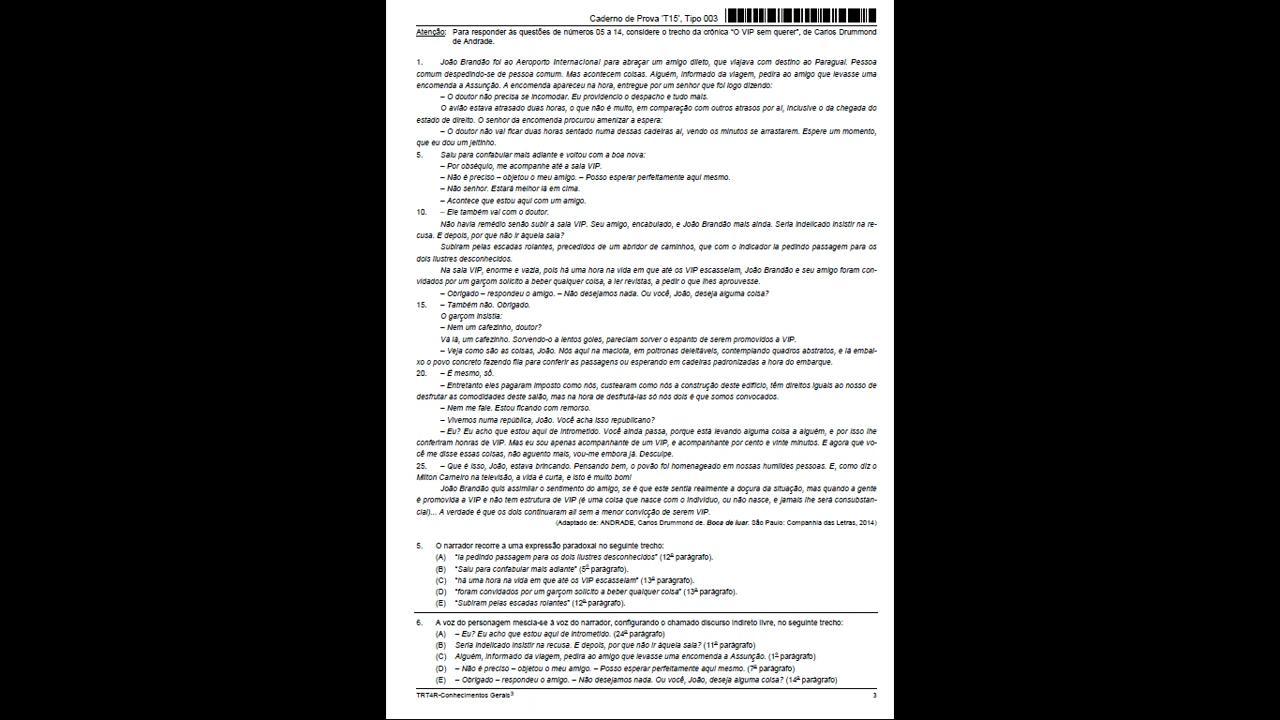 Caderno de Prova 'T15', Tipo 003
Atenção: Para responder às questões de números 05 a 14, considere o trecho da crônica "O VIP sem querer", de Carlos Drummond
de Andrade.
1. João Brandão foi ao Aeroporto Internacional para abraçar um amigo dileto, que viajava com destino ao Paraguai. Pessoa
comum despedindo-se de pessoa comum. Mas acontecem coisas. Alguém, informado da viagem, pedira ao amigo que levasse uma
encomenda a Assunção. A encomenda apareceu na hora, entregue por um senhor que foi logo dizendo:
– O doutor não precisa se incomodar. Eu providencio o despacho e tudo mais.
O avião estava atrasado duas horas, o que não é muito, em comparação com outros atrasos por aí, inclusive o da chegada do
estado de direito. O senhor da encomenda procurou amenizar a espera:
– O doutor não vai ficar duas horas sentado numa dessas cadeiras aí, vendo os minutos se arrastarem. Espere um momento,
que eu dou um jeitinho.
5. Saiu para confabular mais adiante e voltou com a boa nova:
– Por obséquio, me acompanhe até a sala VIP.
– Não é preciso – objetou o meu amigo. – Posso esperar perfeitamente aqui mesmo.
– Não senhor. Estará melhor lá em cima.
– Acontece que estou aqui com um amigo.
10. – Ele também vai com o doutor.
Não havia remédio senão subir à sala VIP. Seu amigo, encabulado, e João Brandão mais ainda. Seria indelicado insistir na re-
cusa. E depois, por que não ir àquela sala?
Subiram pelas escadas rolantes, precedidos de um abridor de caminhos, que com o indicador ia pedindo passagem para os
dois ilustres desconhecidos.
Na sala VIP, enorme e vazia, pois há uma hora na vida em que até os VIP escasseiam, João Brandão e seu amigo foram con-
vidados por um garçom solícito a beber qualquer coisa, a ler revistas, a pedir o que lhes aprouvesse.
– Obrigado – respondeu o amigo. – Não desejamos nada. Ou você, João, deseja alguma coisa?
15. – Também não. Obrigado.
O garçom insistia:
– Nem um cafezinho, doutor?
Vá lá, um cafezinho. Sorvendo-o a lentos goles, pareciam sorver o espanto de serem promovidos a VIP.
– Veja como são as coisas, João. Nós aqui na maciota, em poltronas deleitáveis, contemplando quadros abstratos, e lá embai-
xo o povo concreto fazendo fila para conferir as passagens ou esperando em cadeiras padronizadas a hora do embarque.
20. – É mesmo, sô.
– Entretanto eles pagaram imposto como nós, custearam como nós a construção deste edifício, têm direitos iguais ao nosso de
desfrutar as comodidades deste salão, mas na hora de desfrutá-las só nós dois é que somos convocados.
– Nem me fale. Estou ficando com remorso.
– Vivemos numa república, João. Você acha isso republicano?
– Eu? Eu acho que estou aqui de intrometido. Você ainda passa, porque está levando alguma coisa a alguém, e por isso lhe
conferiram honras de VIP. Mas eu sou apenas acompanhante de um VIP, e acompanhante por cento e vinte minutos. E agora que vo-
cê me disse essas coisas, não aguento mais, vou-me embora já. Desculpe.
25. – Que é isso, João, estava brincando. Pensando bem, o povão foi homenageado em nossas humildes pessoas. E, como diz o
Milton Carneiro na televisão, a vida é curta, e isto é muito bom!
João Brandão quis assimilar o sentimento do amigo, se é que este sentia realmente a doçura da situação, mas quando a gente
é promovida a VIP e não tem estrutura de VIP (é uma coisa que nasce com o indivíduo, ou não nasce, e jamais lhe será consubstan-
cial)... A verdade é que os dois continuaram ali sem a menor convicção de serem VIP.
(Adaptado de: ANDRADE, Carlos Drummond de. Boca de luar. São Paulo: Companhia das Letras, 2014)
5. O narrador recorre a uma expressão paradoxal no seguinte trecho:
(A) "ia pedindo passagem para os dois ilustres desconhecidos" (12º parágrafo).
(B) "Saiu para confabular mais adiante" (5º parágrafo).
(C) "há uma hora na vida em que até os VIP escasseiam" (13º parágrafo).
(D) "foram convidados por um garçom solícito a beber qualquer coisa" (13º parágrafo).
(E) "Subiram pelas escadas rolantes" (12º parágrafo).
6. A voz do personagem mescla-se à voz do narrador, configurando o chamado discurso indireto livre, no seguinte trecho:
(A) – Eu? Eu acho que estou aqui de intrometido. (24º parágrafo)
(B) Seria indelicado insistir na recusa. E depois, por que não ir àquela sala? (11º parágrafo)
(C) Alguém, informado da viagem, pedira ao amigo que levasse uma encomenda a Assunção. (1º parágrafo)
(D) – Não é preciso – objetou o meu amigo. – Posso esperar perfeitamente aqui mesmo. (7º parágrafo)
(E) – Obrigado – respondeu o amigo. – Não desejamos nada. Ou você, João, deseja alguma coisa? (14º parágrafo)
TRT4R-Conhecimentos Gerais³ 3